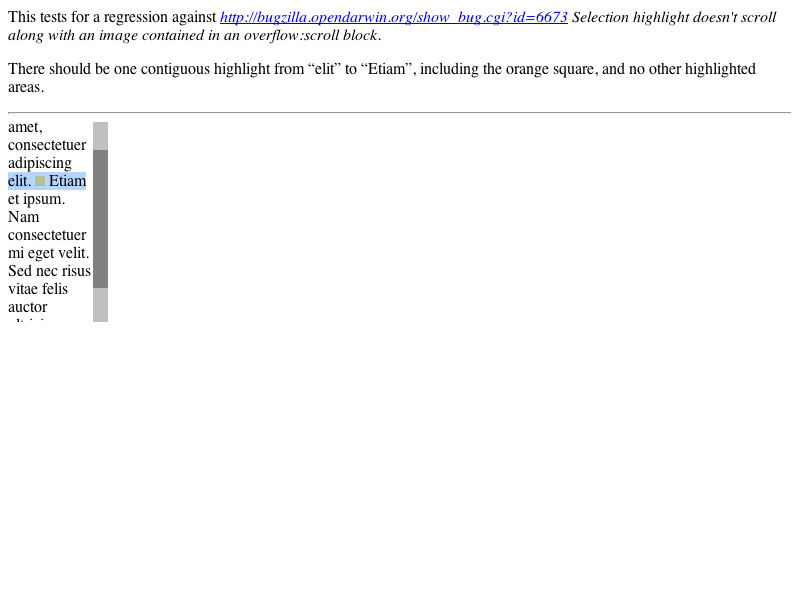 This tests for a regression against http://bugzilla.opendarwin.org/show_bug.cgi?id=6673 Selection highlight doesn't scroll
along with an image contained in an overflow:scroll block.
There should be one contiguous highlight from “elit” to “Etiam”, including the orange square, and no other highlighted
areas.
amet,
consectetuer
adipiscing
elit. Etiam
et ipsum.
Nam
consectetuer
mi eget velit.
Sed nec risus
vitae felis
auctor